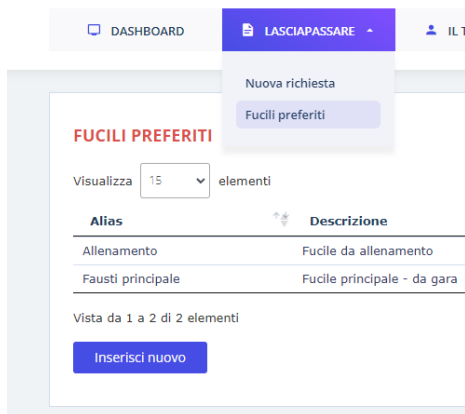 DASHBOARD LASCIAPASSARE IL
Nuova richiesta
Fucili preferiti
FUCILI PREFERITI
Visualizza 15 elementi
Alias Descrizione
Allenamento Fucile da allenamento
Fausti principale Fucile principale - da gara
Vista da 1 a 2 di 2 elementi
Inserisci nuovo